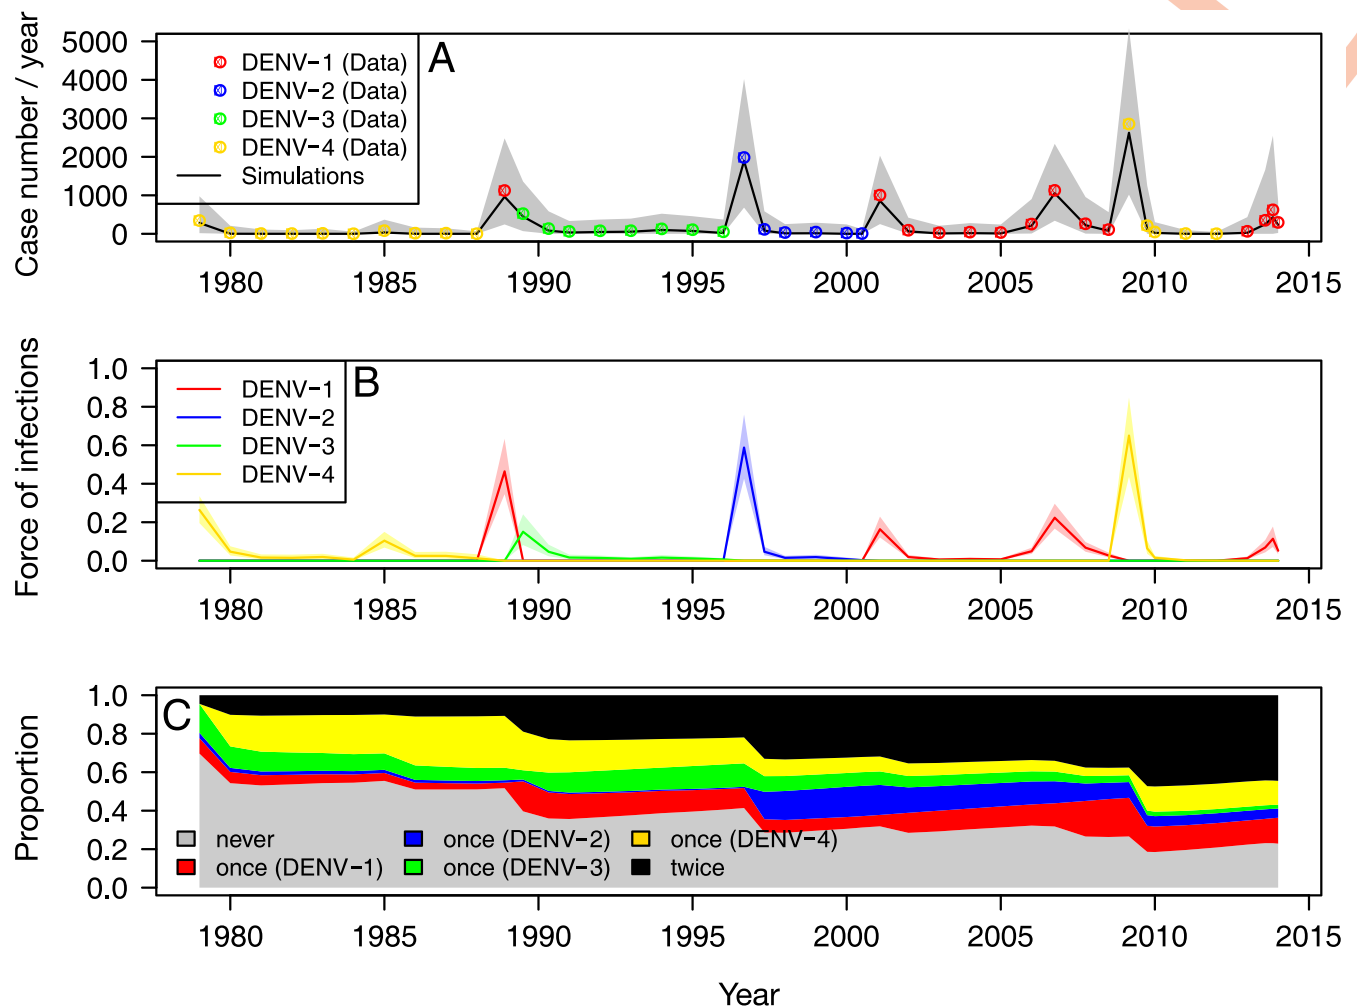 A
Case number / year
5000
4000
3000
2000
1000
0
DENV−1 (Data)
DENV−2 (Data)
DENV−3 (Data)
DENV−4 (Data)
Simulations
1980 1985 1990 1995 2000 2005 2010 2015
B
Force of infections
1.0
0.8
0.6
0.4
0.2
0.0
DENV−1
DENV−2
DENV−3
DENV−4
1980 1985 1990 1995 2000 2005 2010 2015
C
Proportion
1.0
0.8
0.6
0.4
0.2
0.0
never once (DENV−2) once (DENV−4)
once (DENV−1) once (DENV−3) twice
1980 1985 1990 1995 2000 2005 2010 2015
Year